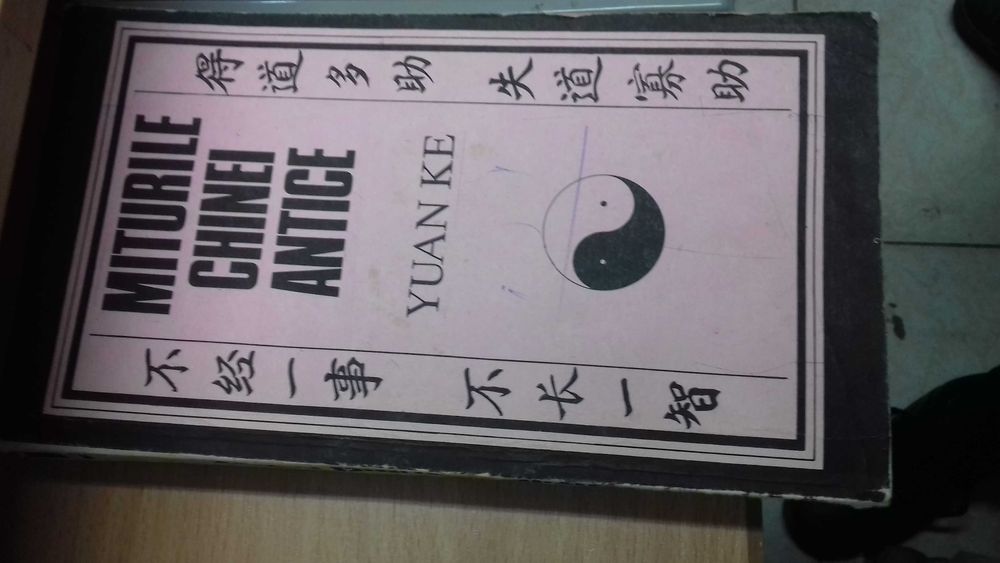 得道多助 失道寡助
MITURILE
CHINEI
ANTICE
YUAN KE
不经一事 不长一智